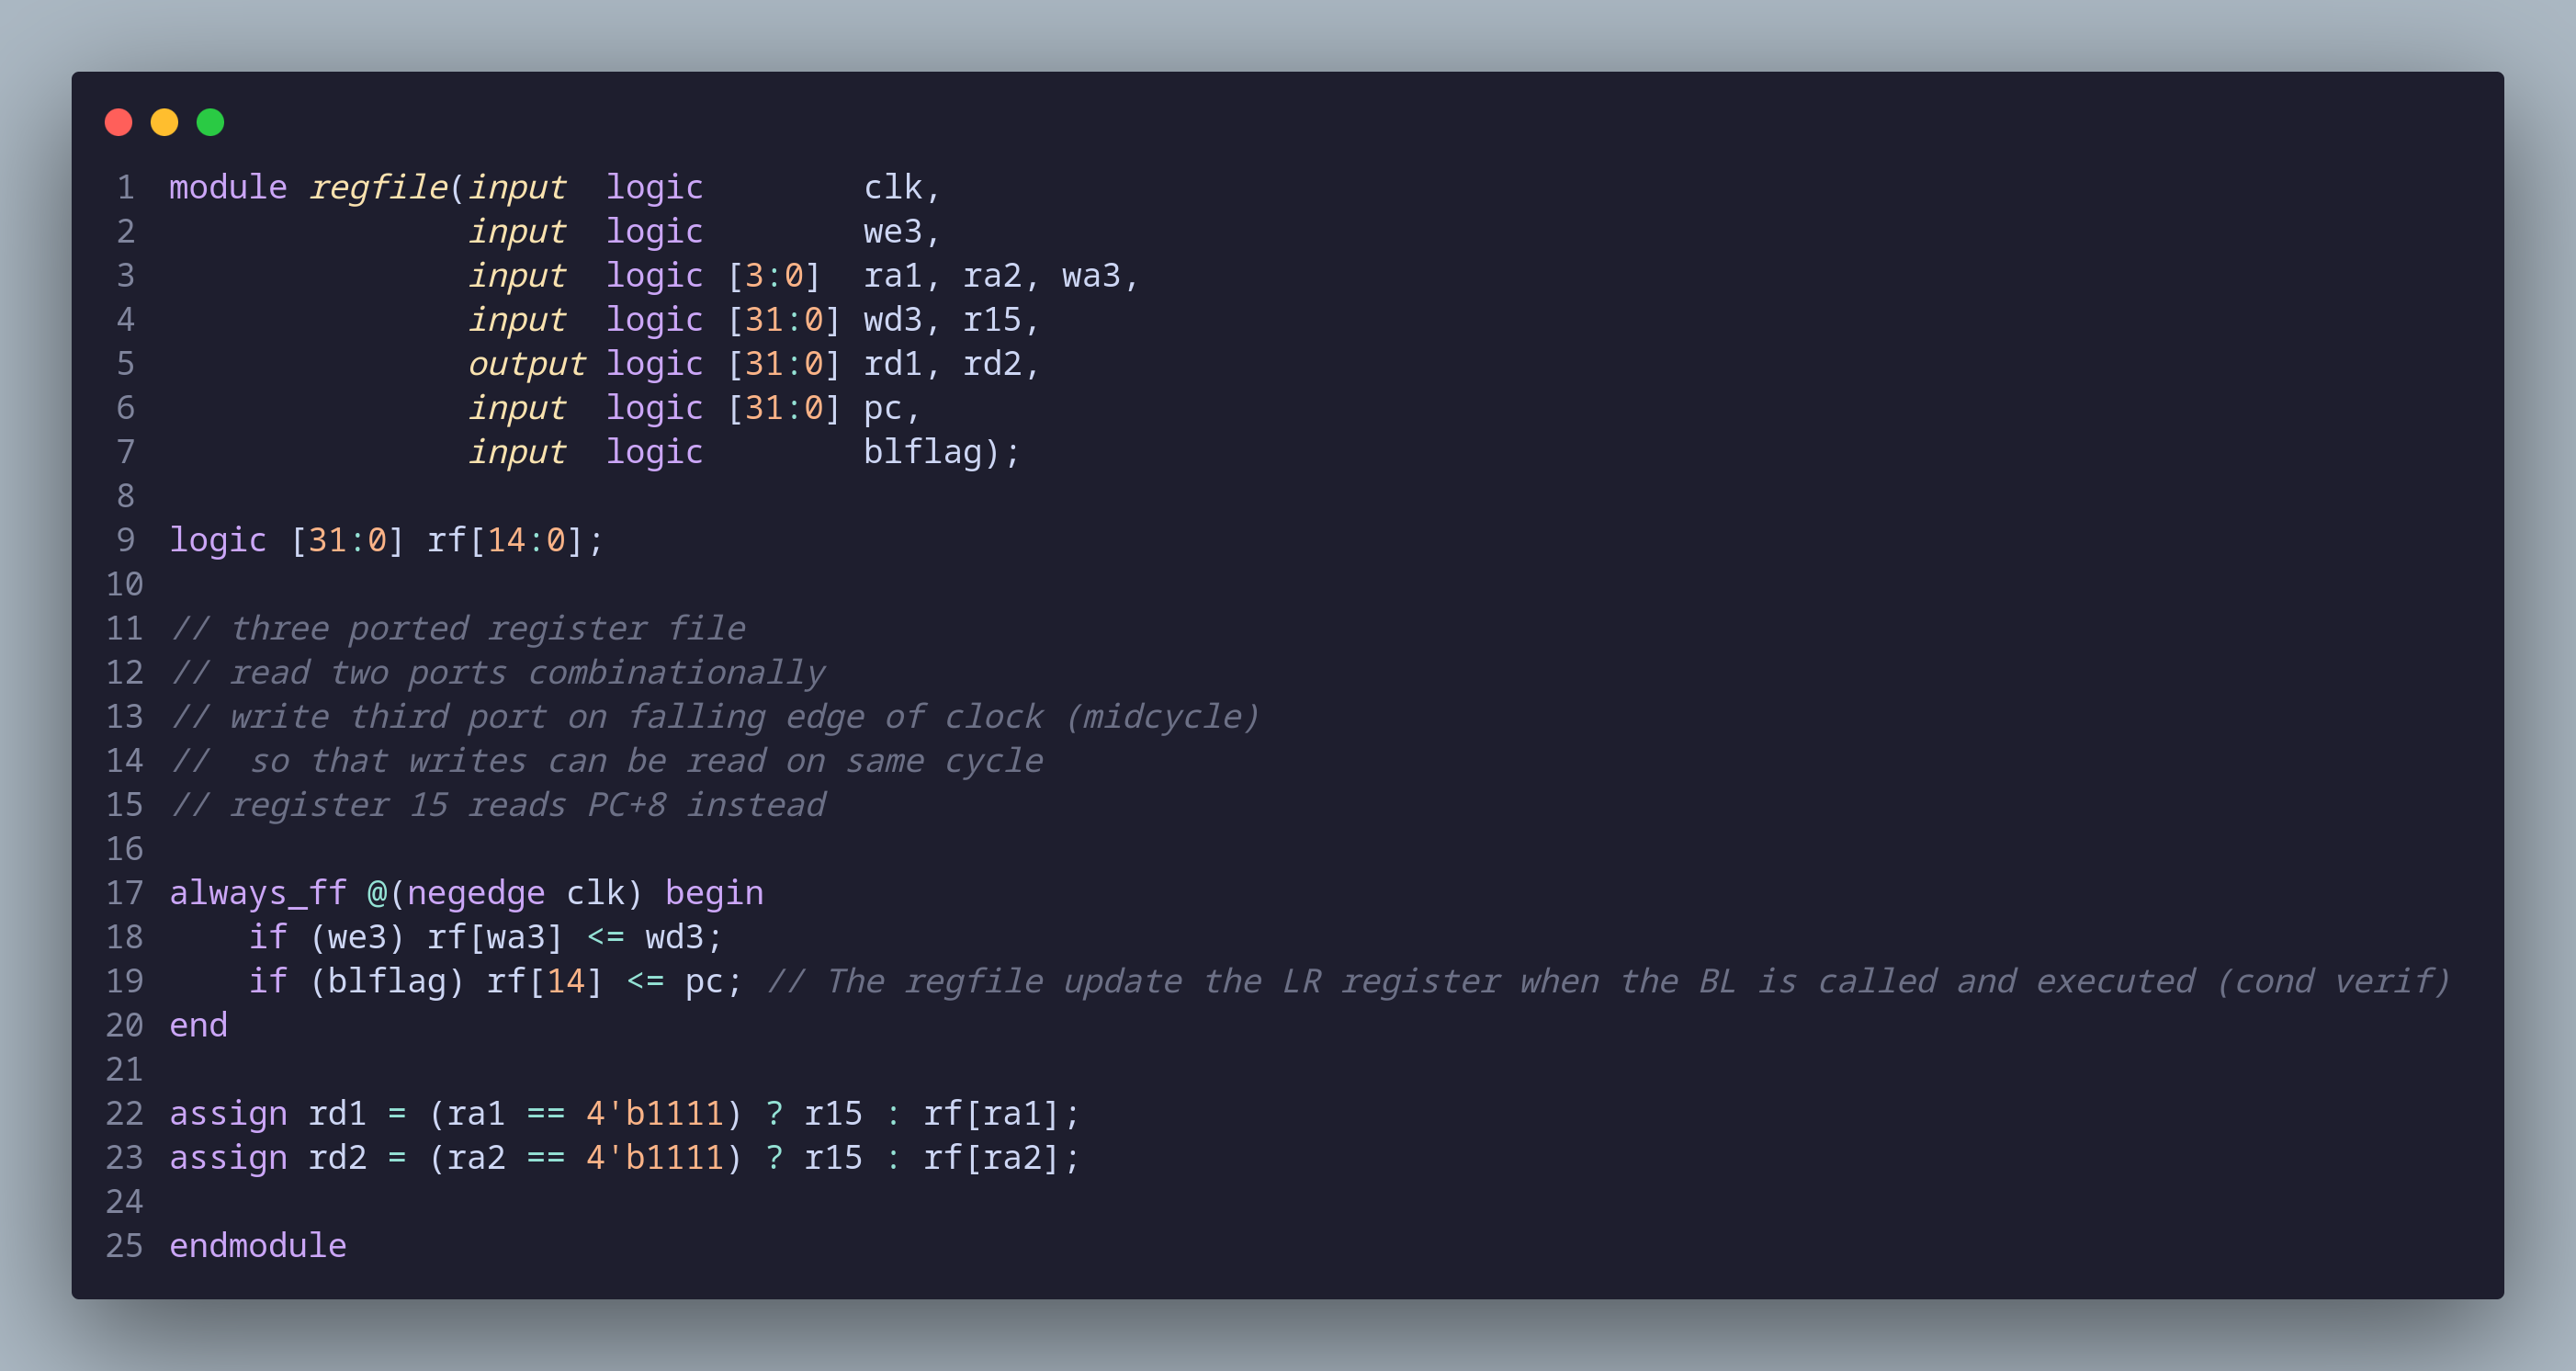 1 module regfile(input  logic        clk,
2                input  logic        we3,
3                input  logic [3:0]  ra1, ra2, wa3,
4                input  logic [31:0] wd3, r15,
5                output logic [31:0] rd1, rd2,
6                input  logic [31:0] pc,
7                input  logic        blflag);
8
9 logic [31:0] rf[14:0];
10
11 // three ported register file
12 // read two ports combinationally
13 // write third port on falling edge of clock (midcycle)
14 //  so that writes can be read on same cycle
15 // register 15 reads PC+8 instead
16
17 always_ff @(negedge clk) begin
18     if (we3) rf[wa3] <= wd3;
19     if (blflag) rf[14] <= pc; // The regfile update the LR register when the BL is called and executed (cond verif)
20 end
21
22 assign rd1 = (ra1 == 4'b1111) ? r15 : rf[ra1];
23 assign rd2 = (ra2 == 4'b1111) ? r15 : rf[ra2];
24
25 endmodule